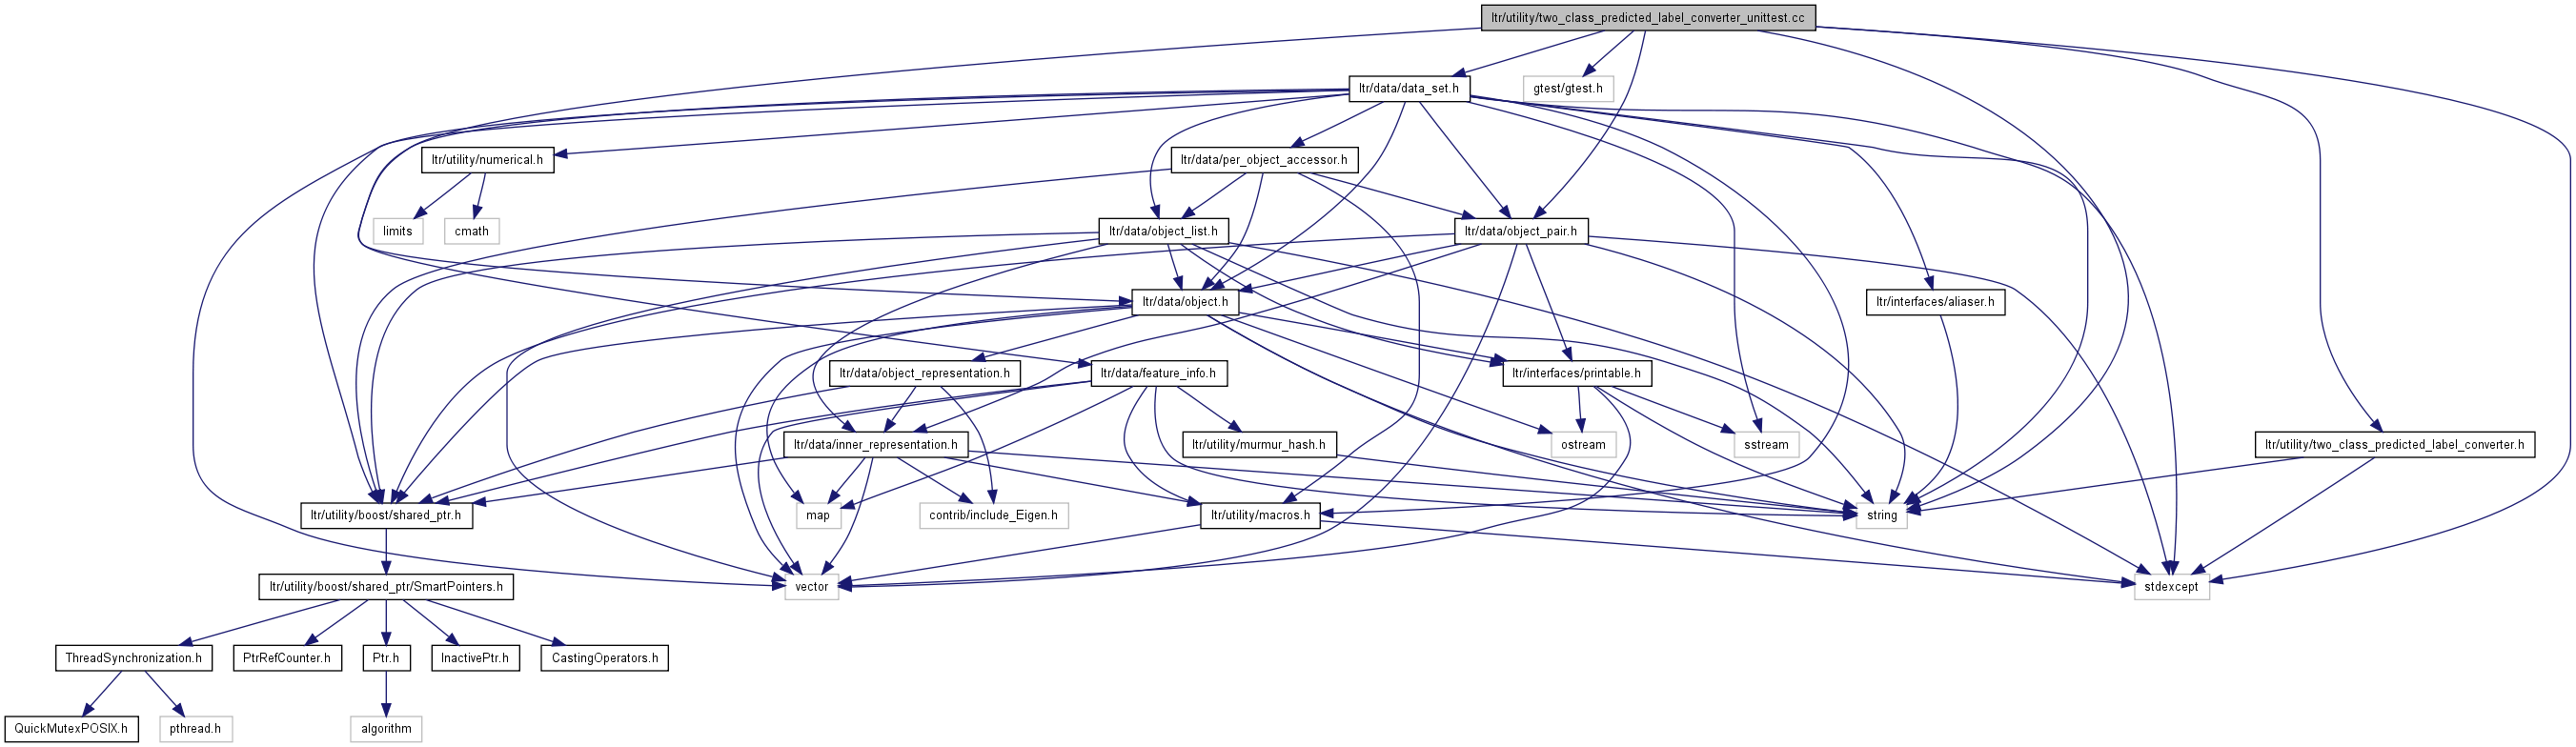 ltr/utility/two_class_predicted_label_converter_unittest.cc
ltr/data/data_set.h
gtest/gtest.h
ltr/utility/numerical.h
ltr/data/per_object_accessor.h
limits
cmath
ltr/data/object_list.h
ltr/data/object_pair.h
ltr/data/object.h
ltr/interfaces/aliaser.h
ltr/data/object_representation.h
ltr/data/feature_info.h
ltr/interfaces/printable.h
ltr/data/inner_representation.h
ltr/utility/murmur_hash.h
ostream
sstream
ltr/utility/two_class_predicted_label_converter.h
ltr/utility/boost/shared_ptr.h
map
contrib/include_Eigen.h
ltr/utility/macros.h
string
ltr/utility/boost/shared_ptr/SmartPointers.h
vector
stdexcept
ThreadSynchronization.h
PtrRefCounter.h
Ptr.h
InactivePtr.h
CastingOperators.h
QuickMutexPOSIX.h
pthread.h
algorithm